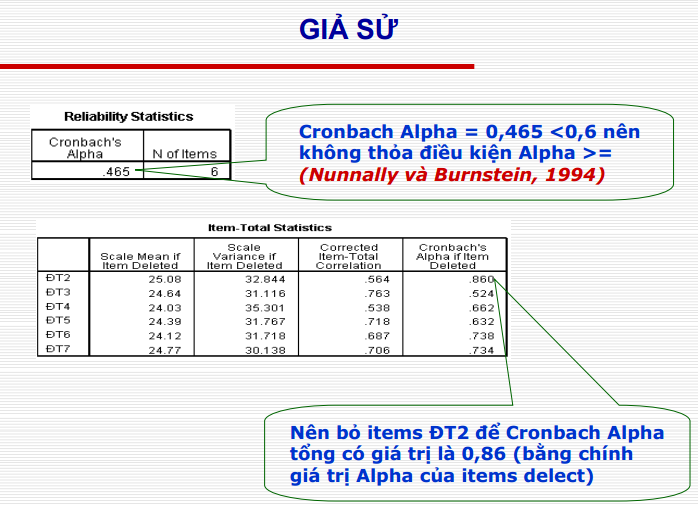 GIẢ SỬ
Reliability Statistics
Cronbach's Alpha N of Items
.465 6
Cronbach Alpha = 0,465 <0,6 nên
không thỏa điều kiện Alpha >=
(Nunnally và Burnstein, 1994)
Item-Total Statistics
Scale Mean if Item Deleted Scale Variance if Item Deleted Corrected Item-Total Correlation Cronbach's Alpha if Item Deleted
ĐT2 25.08 32.844 .564 .860
ĐT3 24.64 31.116 .763 .524
ĐT4 24.03 35.301 .538 .662
ĐT5 24.39 31.767 .718 .632
ĐT6 24.12 31.718 .687 .738
ĐT7 24.77 30.138 .706 .734
Nên bỏ items ĐT2 để Cronbach Alpha
tổng có giá trị là 0,86 (bằng chính
giá trị Alpha của items delect)